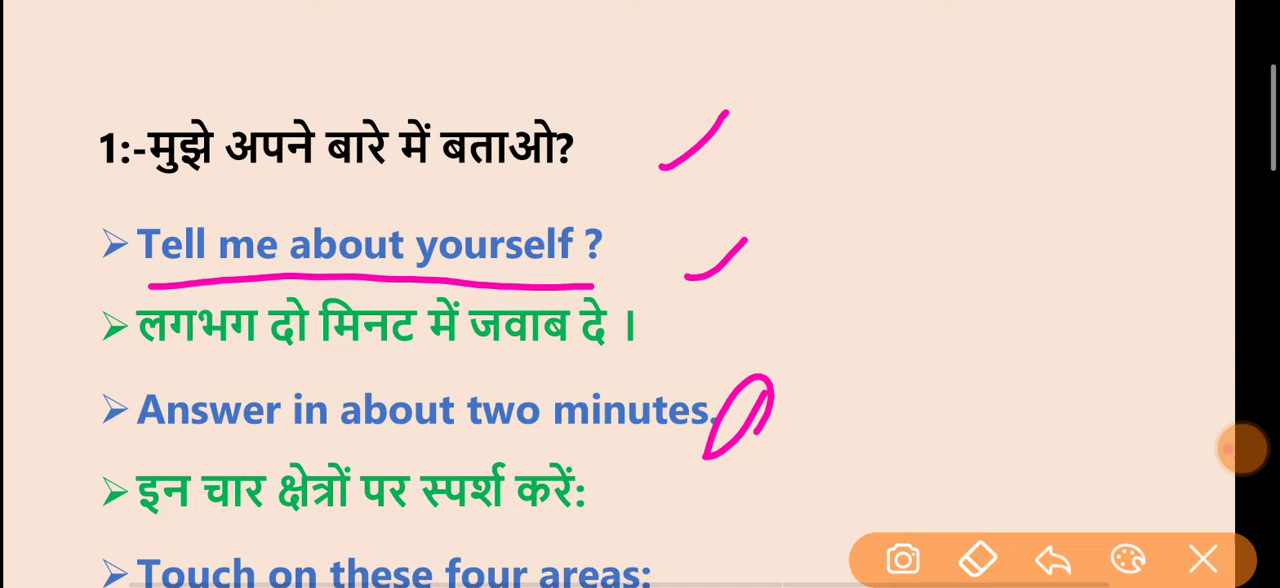 1:-मुझे अपने बारे में बताओ?
➢ Tell me about yourself ?
➢ लगभग दो मिनट में जवाब दे ।
➢ Answer in about two minutes.
➢ इन चार क्षेत्रों पर स्पर्श करें:
➢ Touch on these four areas: